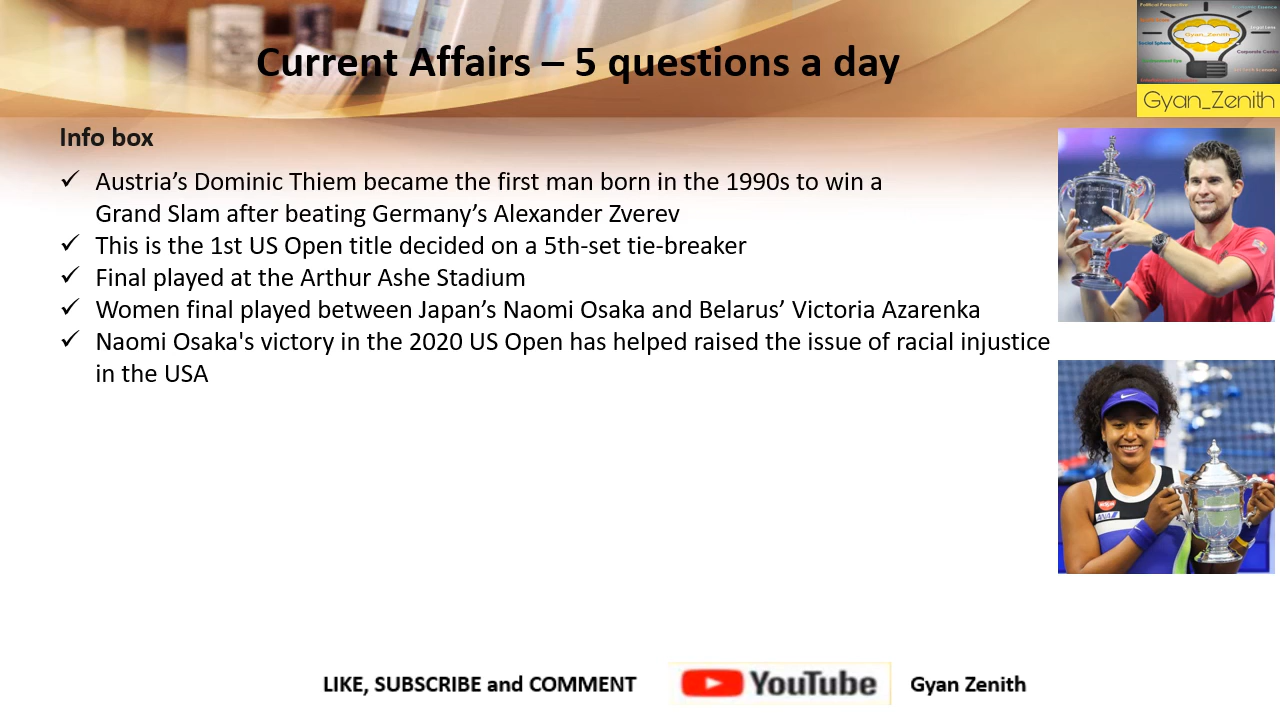 Current Affairs – 5 questions a day
Gyan_Zenith
Gyan_Zenith
Info box
✓ Austria’s Dominic Thiem became the first man born in the 1990s to win a
Grand Slam after beating Germany’s Alexander Zverev
✓ This is the 1st US Open title decided on a 5th-set tie-breaker
✓ Final played at the Arthur Ashe Stadium
✓ Women final played between Japan’s Naomi Osaka and Belarus’ Victoria Azarenka
✓ Naomi Osaka's victory in the 2020 US Open has helped raised the issue of racial injustice
in the USA
LIKE, SUBSCRIBE and COMMENT
YouTube
Gyan Zenith